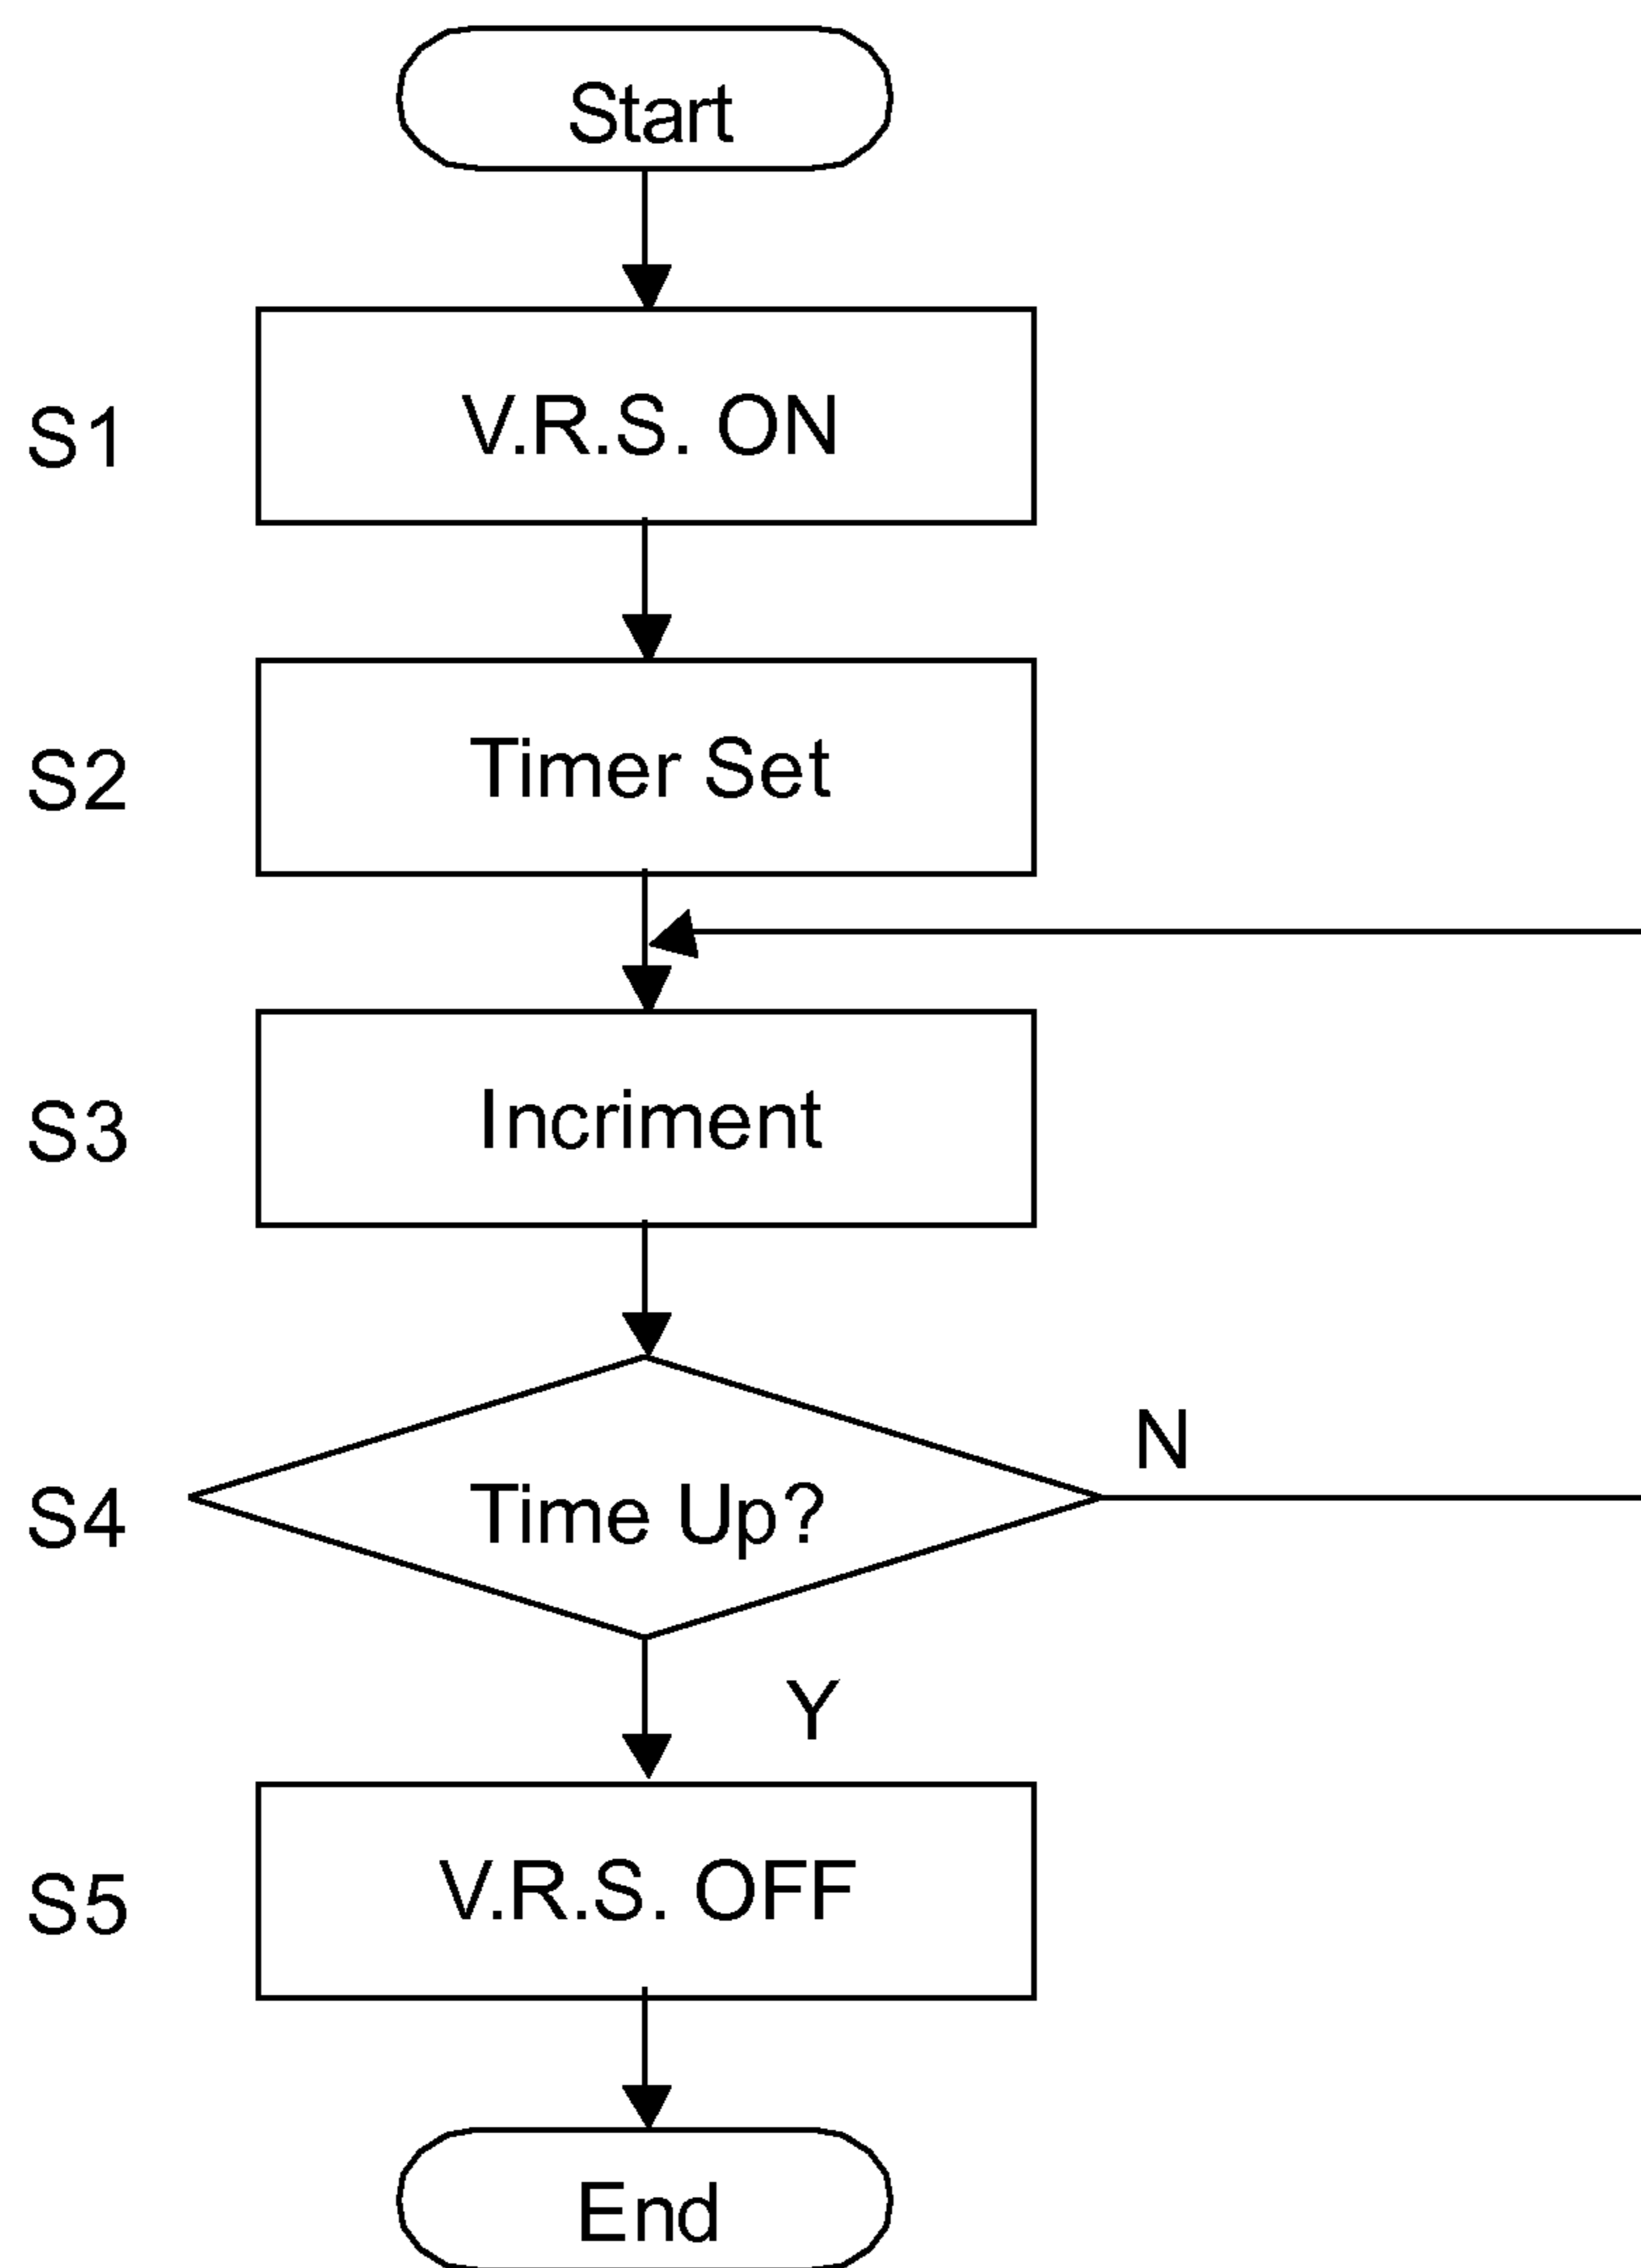 Start
S1
V.R.S. ON
S2
Timer Set
S3
Incriment
S4
Time Up?
N
Y
S5
V.R.S. OFF
End